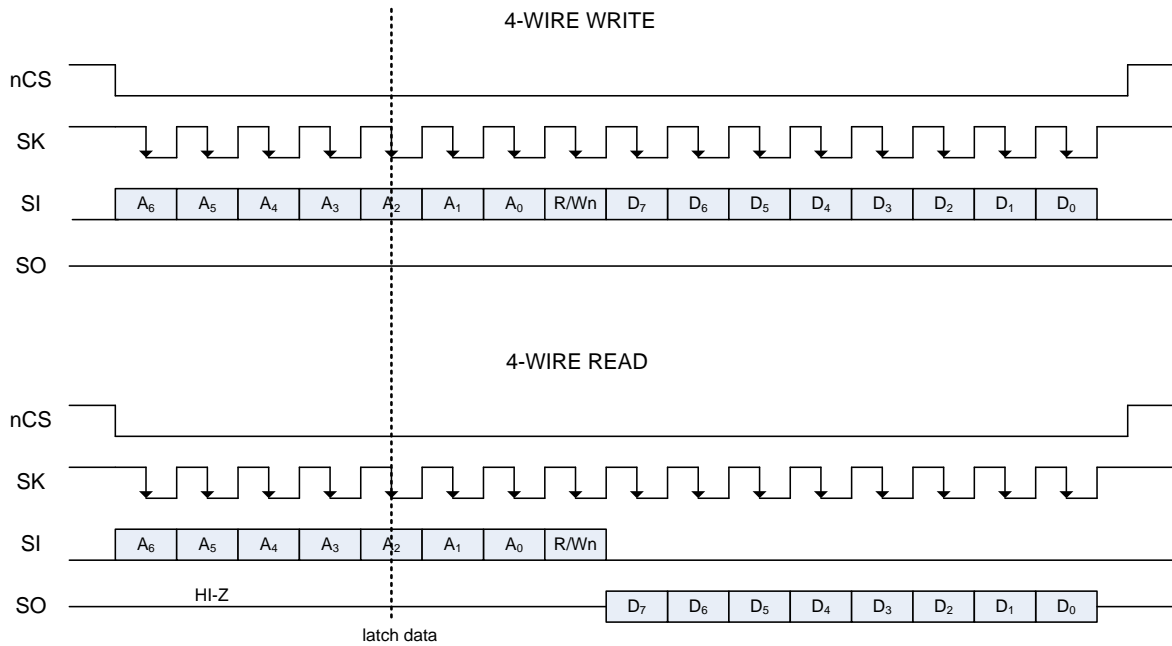 4-WIRE WRITE
nCS
SK
SI A₆ A₅ A₄ A₃ A₂ A₁ A₀ R/Wn D₇ D₆ D₅ D₄ D₃ D₂ D₁ D₀
SO
4-WIRE READ
nCS
SK
SI A₆ A₅ A₄ A₃ A₂ A₁ A₀ R/Wn
SO HI-Z D₇ D₆ D₅ D₄ D₃ D₂ D₁ D₀
latch data